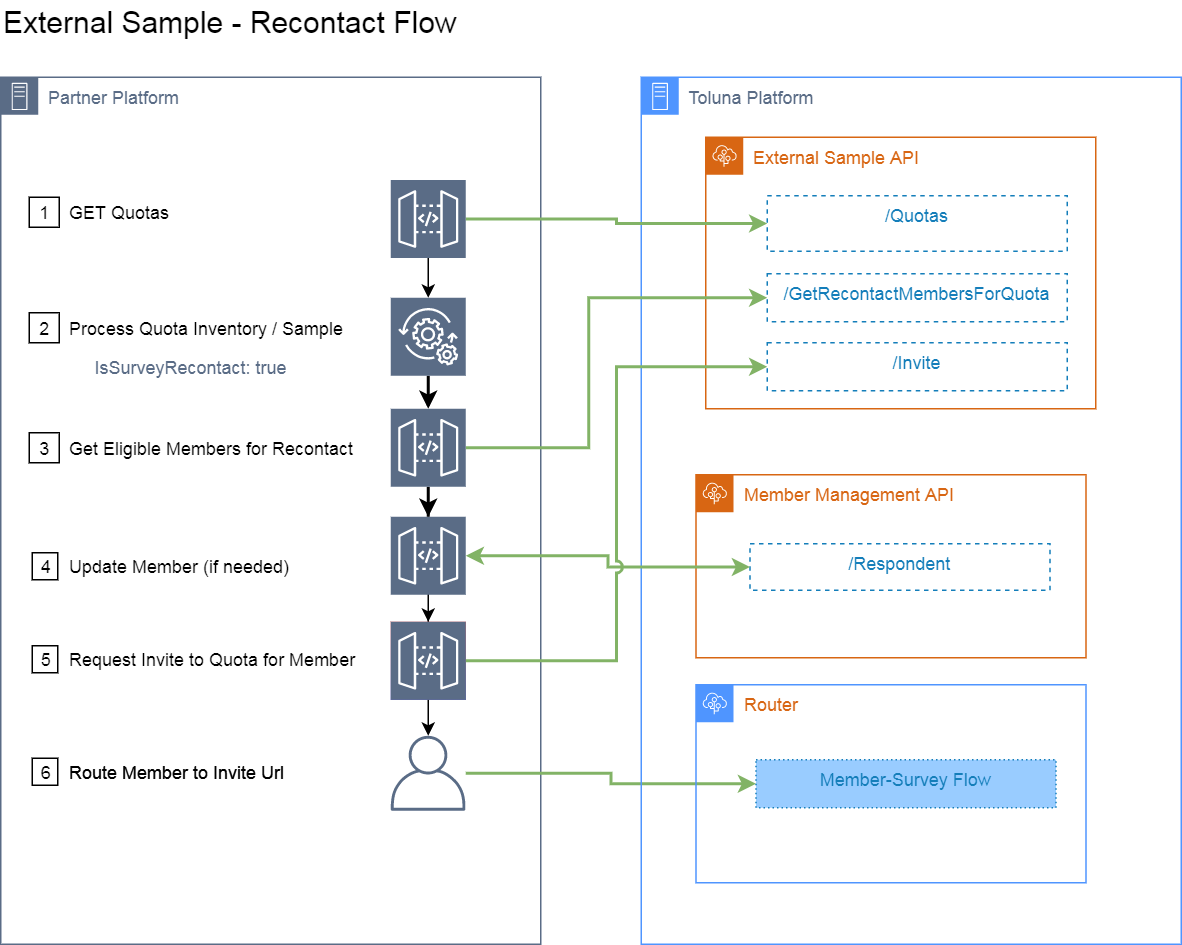 External Sample - Recontact Flow
Partner Platform
1 GET Quotas
2 Process Quota Inventory / Sample
IsSurveyRecontact: true
3 Get Eligible Members for Recontact
4 Update Member (if needed)
5 Request Invite to Quota for Member
6 Route Member to Invite Url
</>
</>
</>
</>
Toluna Platform
External Sample API
/Quotas
/GetRecontactMembersForQuota
/Invite
Member Management API
/Respondent
Router
Member-Survey Flow